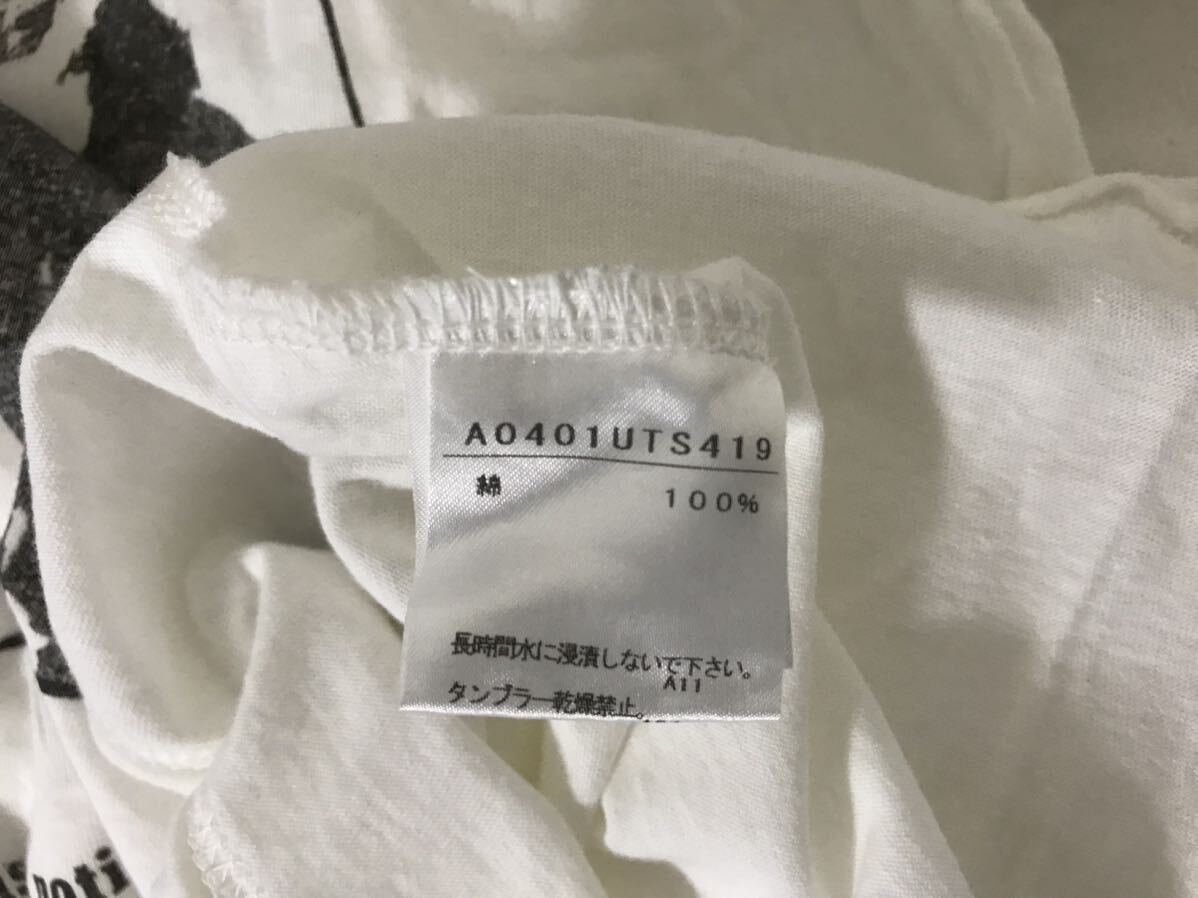 A0401UTS419
綿 100%
長時間水に浸漬しないで下さい。
A11
タンブラー乾燥禁止。
noti